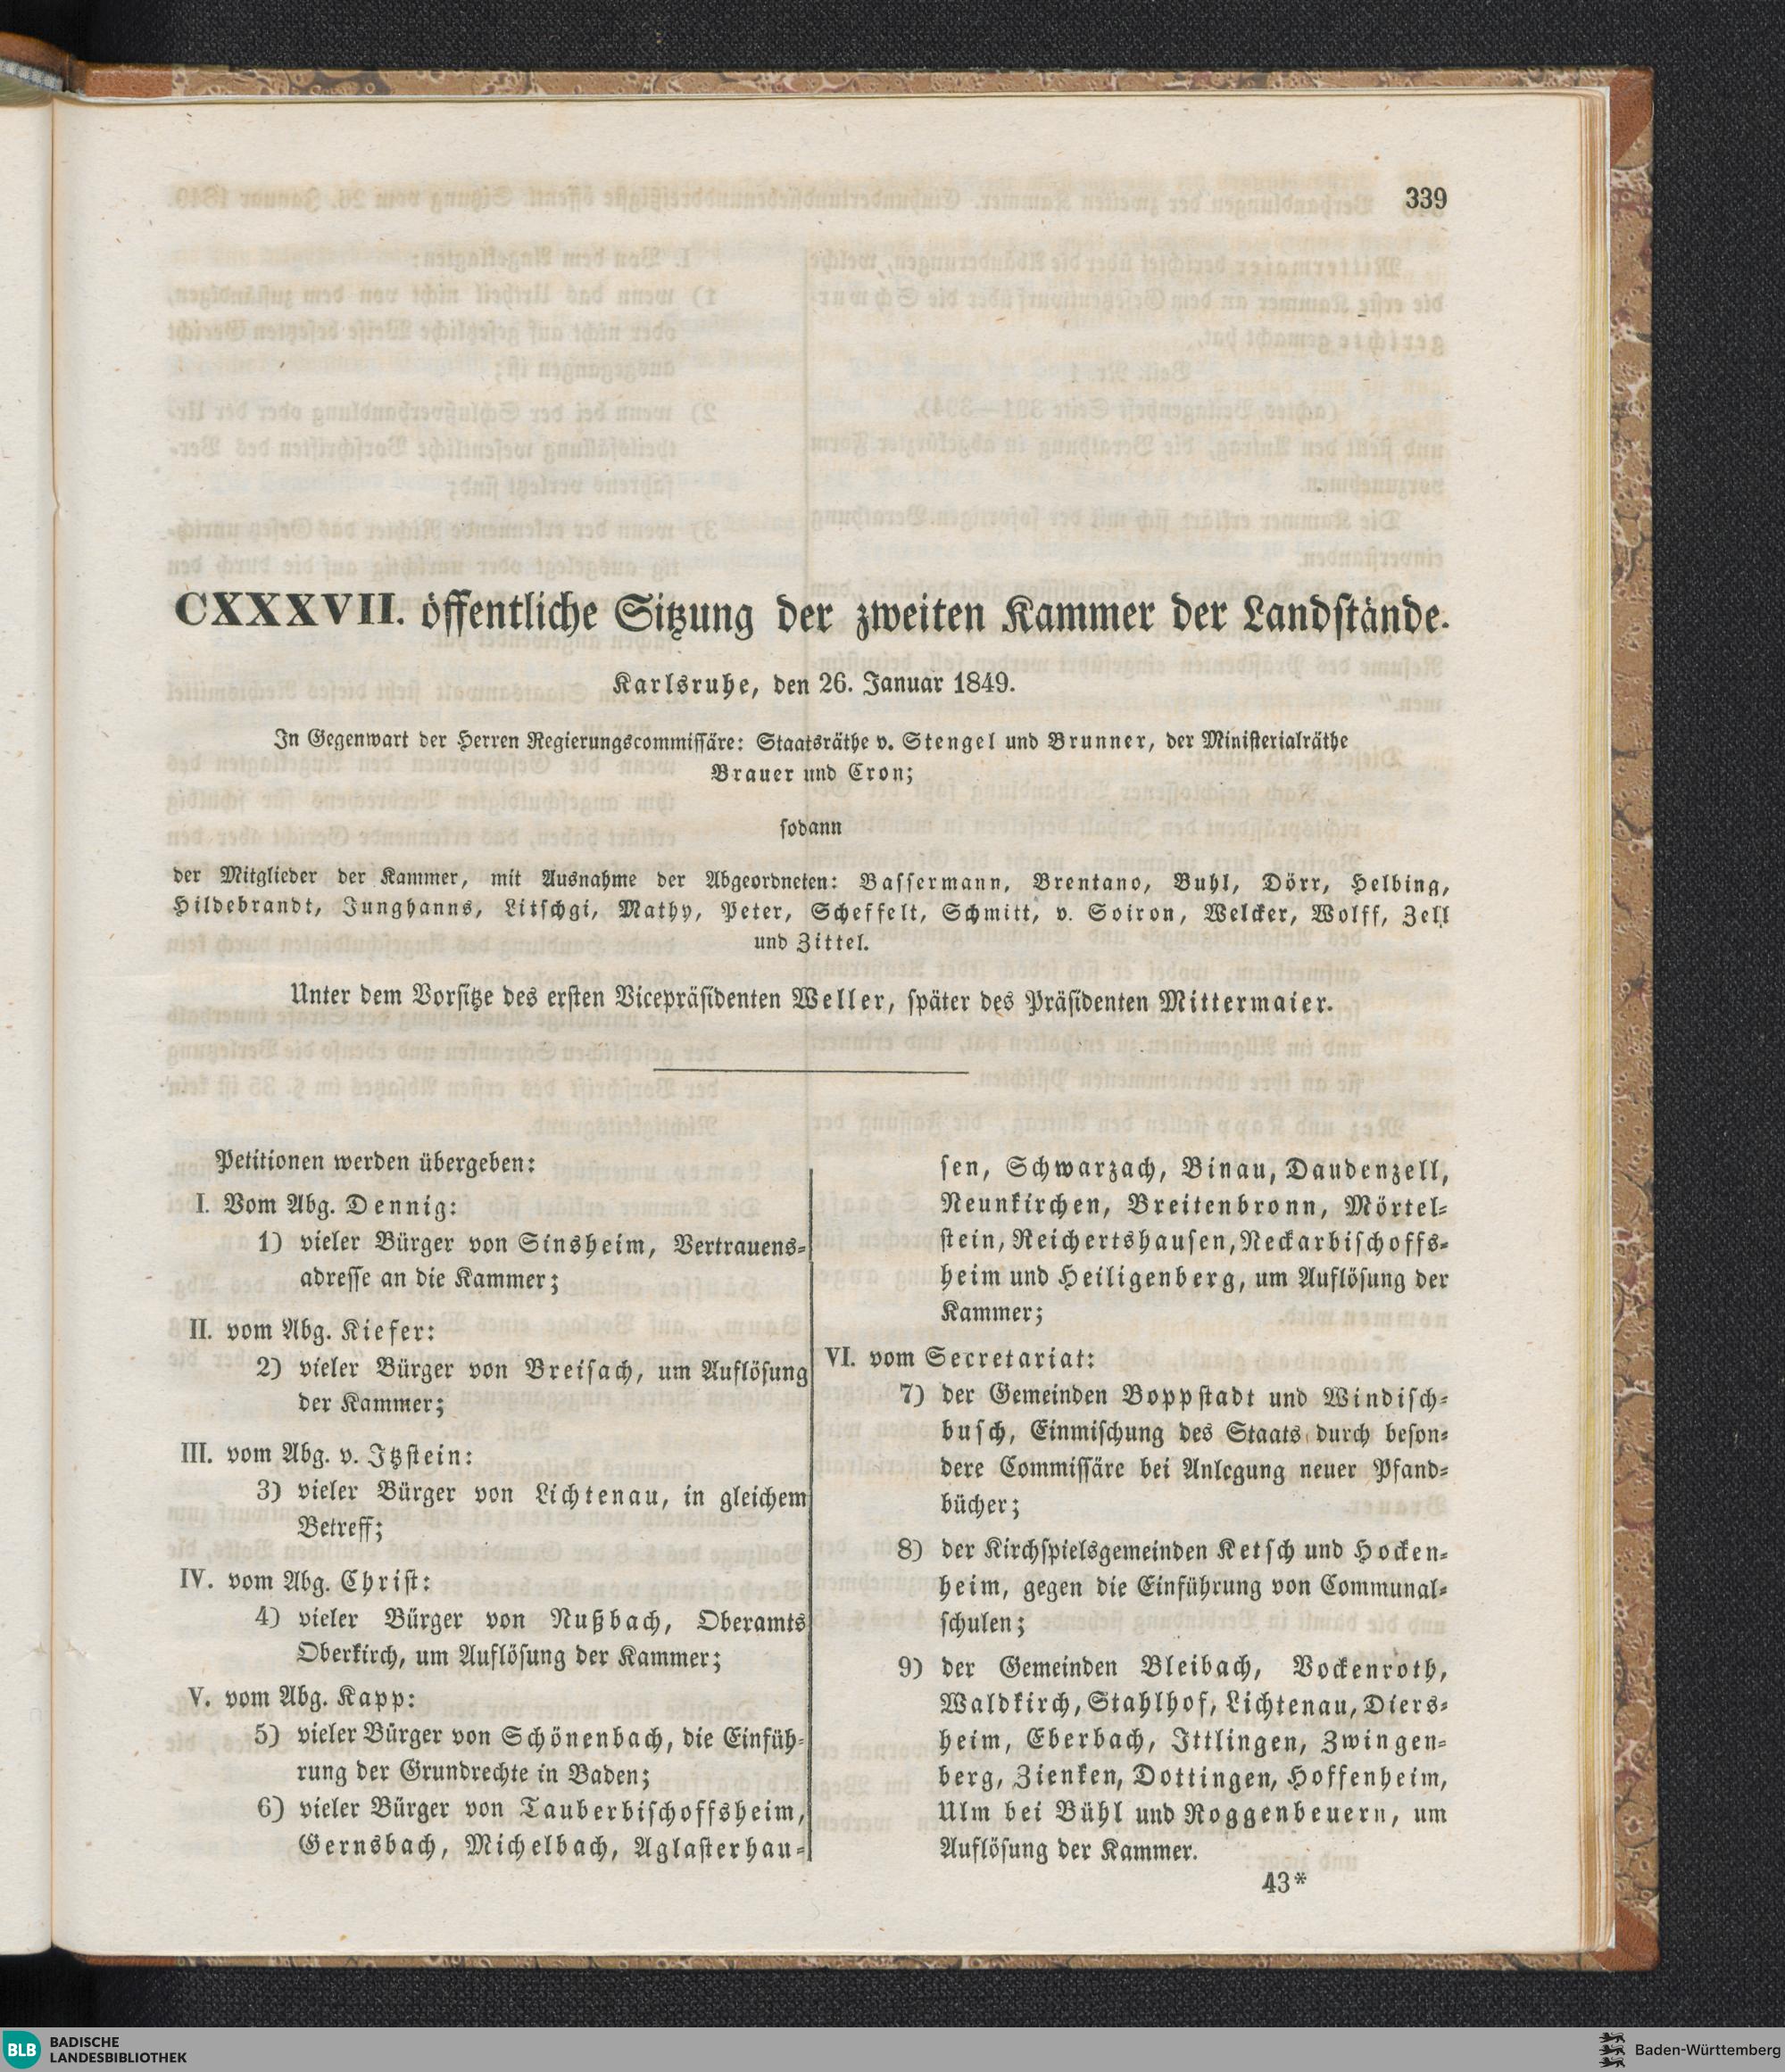 339
CXXXVII. öffentliche Sitzung der zweiten Kammer der Landstände.
Karlsruhe, den 26. Januar 1849.
In Gegenwart der Herren Regierungscommissäre: Staatsräthe v. Stengel und Brunner, der Ministerialräthe
Brauer und Cron;
sodann
der Mitglieder der Kammer, mit Ausnahme der Abgeordneten: Bassermann, Brentano, Buhl, Dörr, Helbing,
Hildebrandt, Junghanns, Litschgi, Mathy, Peter, Scheffelt, Schmitt, v. Soiron, Welcker, Wolff, Zell
und Zittel.
Unter dem Vorsitze des ersten Vicepräsidenten Weller, später des Präsidenten Mittermaier.
Petitionen werden übergeben:
I. Vom Abg. Dennig:
1) vieler Bürger von Sinsheim, Vertrauens-
adresse an die Kammer;
II. vom Abg. Kiefer:
2) vieler Bürger von Breisach, um Auflösung
der Kammer;
III. vom Abg. v. Itzstein:
3) vieler Bürger von Lichtenau, in gleichem
Betreff;
IV. vom Abg. Christ:
4) vieler Bürger von Nußbach, Oberamts
Oberkirch, um Auflösung der Kammer;
V. vom Abg. Kapp:
5) vieler Bürger von Schönenbach, die Einfüh-
rung der Grundrechte in Baden;
6) vieler Bürger von Tauberbischoffsheim,
Gernsbach, Michelbach, Aglasterhau-
sen, Schwarzach, Binau, Daudenzell,
Neunkirchen, Breitenbronn, Mörtel-
stein, Reichertshausen, Neckarbischoffs-
heim und Heiligenberg, um Auflösung der
Kammer;
VI. vom Secretariat:
7) der Gemeinden Boppstadt und Windisch-
busch, Einmischung des Staats durch beson-
dere Commissäre bei Anlegung neuer Pfand-
bücher;
8) der Kirchspielsgemeinden Ketsch und Hocken-
heim, gegen die Einführung von Communal-
schulen;
9) der Gemeinden Bleibach, Vockenroth,
Waldkirch, Stahlhof, Lichtenau, Diers-
heim, Eberbach, Ittlingen, Zwingen-
berg, Zienken, Dottingen, Hoffenheim,
Ulm bei Bühl und Roggenbeuern, um
Auflösung der Kammer.
43*
BLB BADISCHE
LANDESBIBLIOTHEK
Baden-Württemberg